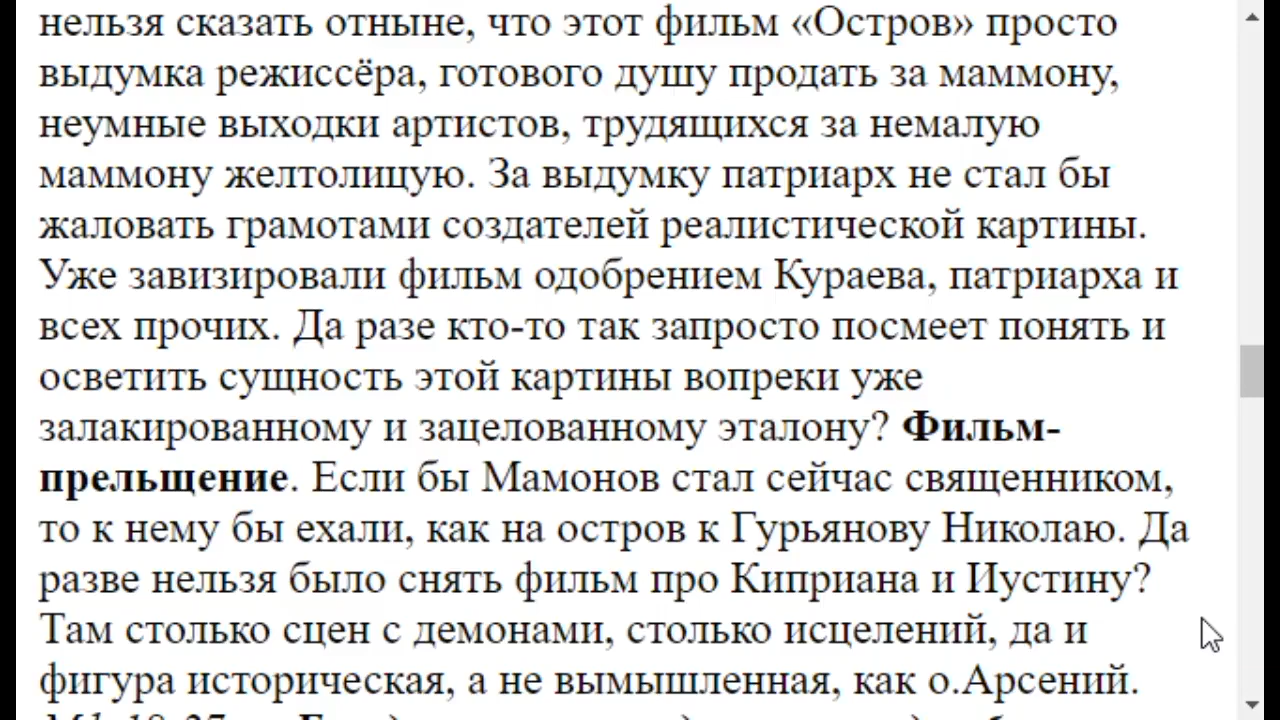 нельзя сказать отныне, что этот фильм «Остров» просто
выдумка режиссёра, готового душу продать за маммону,
неумные выходки артистов, трудящихся за немалую
маммону желтолицую. За выдумку патриарх не стал бы
жаловать грамотами создателей реалистической картины.
Уже завизировали фильм одобрением Кураева, патриарха и
всех прочих. Да разе кто-то так запросто посмеет понять и
осветить сущность этой картины вопреки уже
залакированному и зацелованному эталону? Фильм-
прельщение. Если бы Мамонов стал сейчас священником,
то к нему бы ехали, как на остров к Гурьянову Николаю. Да
разве нельзя было снять фильм про Киприана и Иустину?
Там столько сцен с демонами, столько исцелений, да и
фигура историческая, а не вымышленная, как о.Арсений.